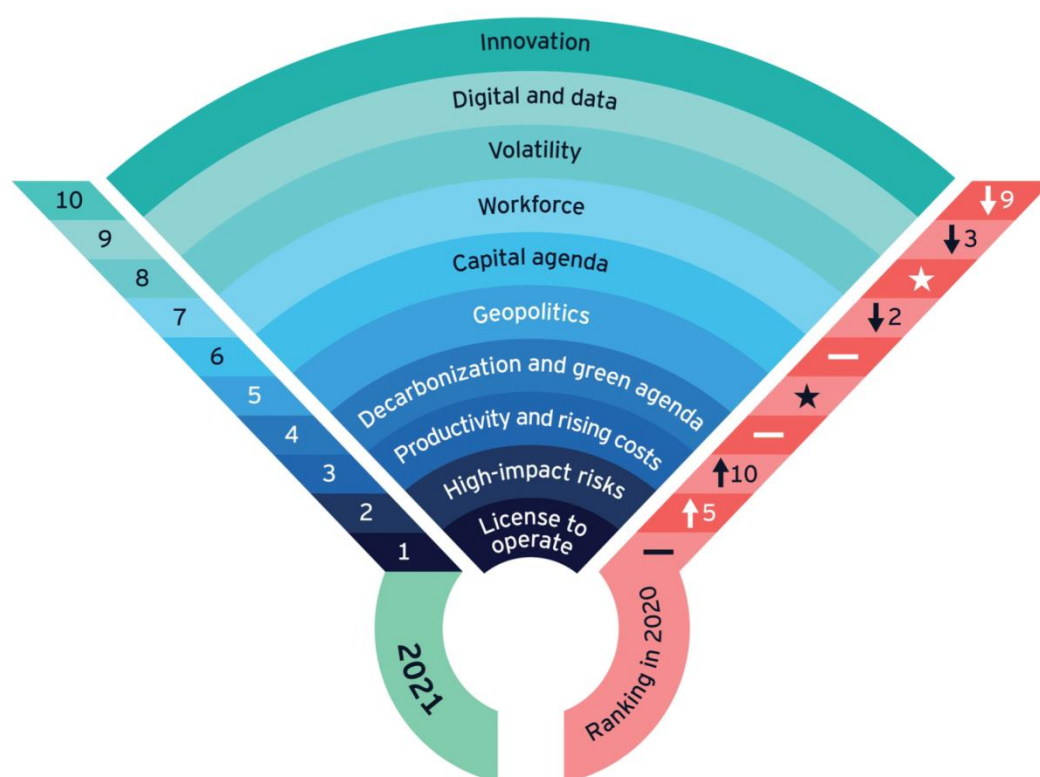 Innovation
Digital and data
Volatility
Workforce
Capital agenda
Geopolitics
Decarbonization and green agenda
Productivity and rising costs
High-impact risks
License to
operate
10
9
8
7
6
5
4
3
2
1
2021
9
3
2
10
5
Ranking in 2020